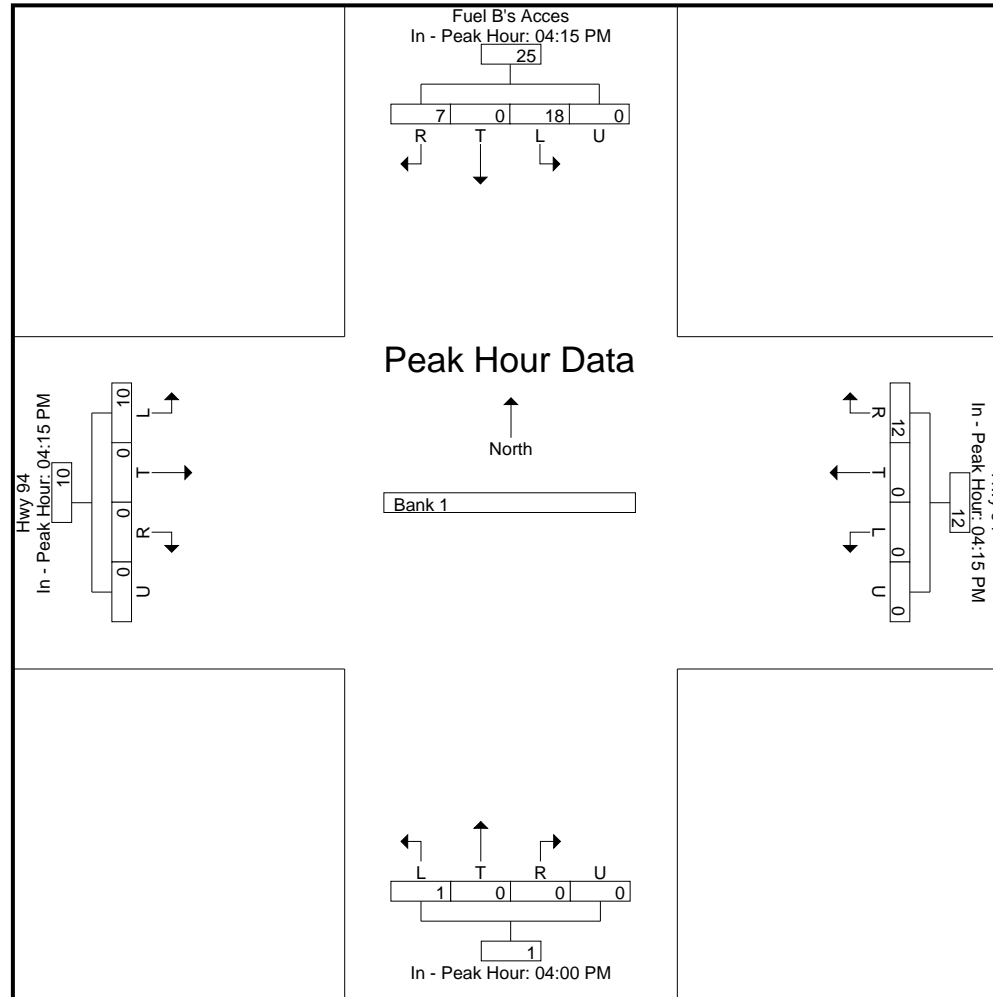 Fuel B's Acces
In - Peak Hour: 04:15 PM
25
7 0 18 0
R T L U
Peak Hour Data
North
Bank 1
Hwy 94
In - Peak Hour: 04:15 PM
10
10 0 0 0
L T R U
R T L U
12 0 0 0
12
In - Peak Hour: 04:15 PM
L T R U
1 0 0 0
1
In - Peak Hour: 04:00 PM